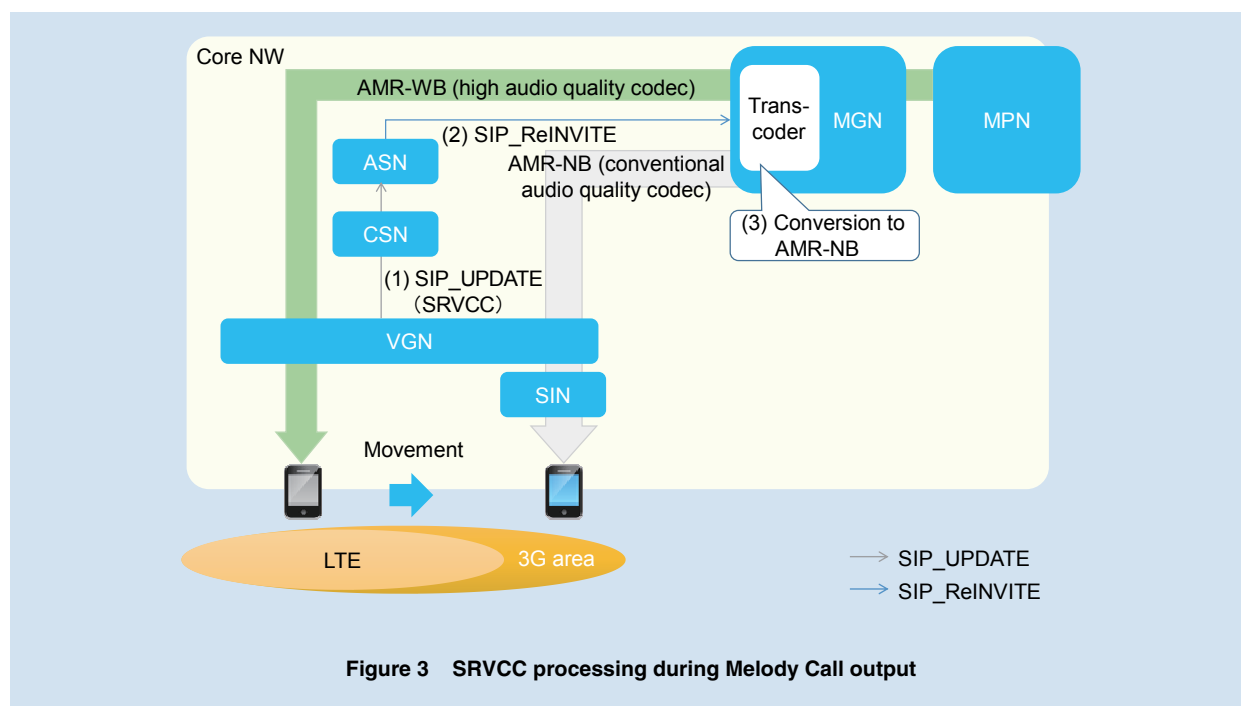 Core NW
AMR-WB (high audio quality codec)
Trans-
coder
MGN
MPN
(2) SIP_ReINVITE
ASN
AMR-NB (conventional
audio quality codec)
(3) Conversion to
AMR-NB
CSN
(1) SIP_UPDATE
（SRVCC）
VGN
SIN
Movement
LTE
3G area
SIP_UPDATE
SIP_ReINVITE
Figure 3 SRVCC processing during Melody Call output